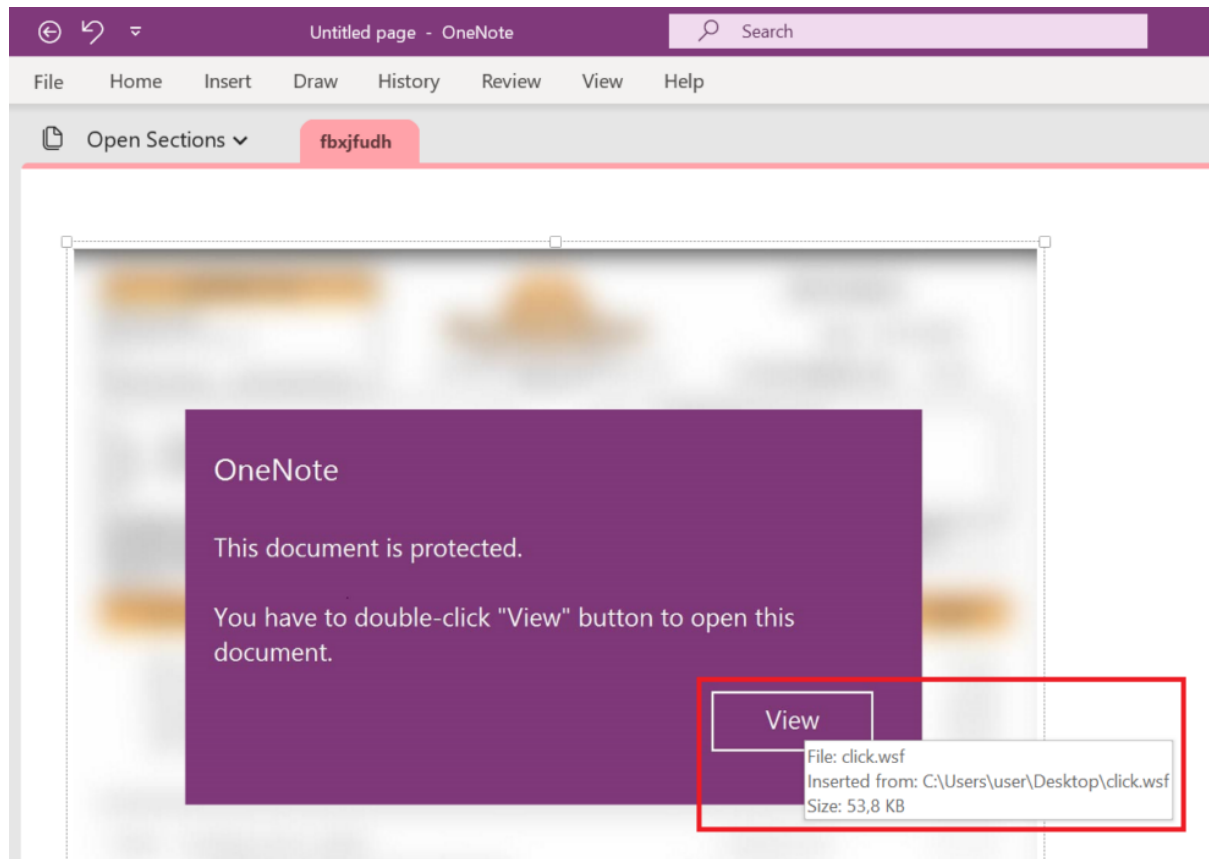 Untitled page - OneNote
Search
File Home Insert Draw History Review View Help
Open Sections
fbxjfudh
OneNote
This document is protected.
You have to double-click "View" button to open this
document.
View
File: click.wsf
Inserted from: C:\Users\user\Desktop\click.wsf
Size: 53,8 KB